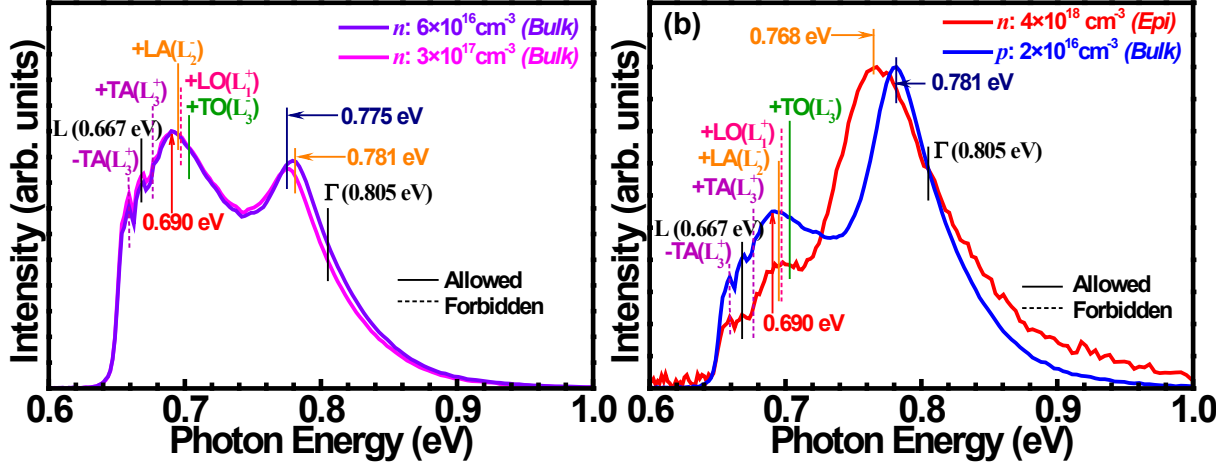 n: 6×10¹⁶cm⁻³ (Bulk)
n: 3×10¹⁷cm⁻³ (Bulk)
+LA(L₂⁻)
+LO(L₁⁺)
+TA(L₃⁺)
+TO(L₃⁻)
L (0.667 eV)
-TA(L₃⁺)
0.775 eV
0.781 eV
Γ (0.805 eV)
0.690 eV
Allowed
Forbidden
Intensity (arb. units)
0.6 0.7 0.8 0.9 1.0
Photon Energy (eV)
(b)
n: 4×10¹⁸ cm⁻³ (Epi)
p: 2×10¹⁶cm⁻³ (Bulk)
0.768 eV
0.781 eV
+TO(L₃⁻)
+LO(L₁⁺)
+LA(L₂⁻)
+TA(L₃⁺)
Γ (0.805 eV)
L (0.667 eV)
-TA(L₃⁺)
0.690 eV
Allowed
Forbidden
Intensity (arb. units)
0.6 0.7 0.8 0.9 1.0
Photon Energy (eV)